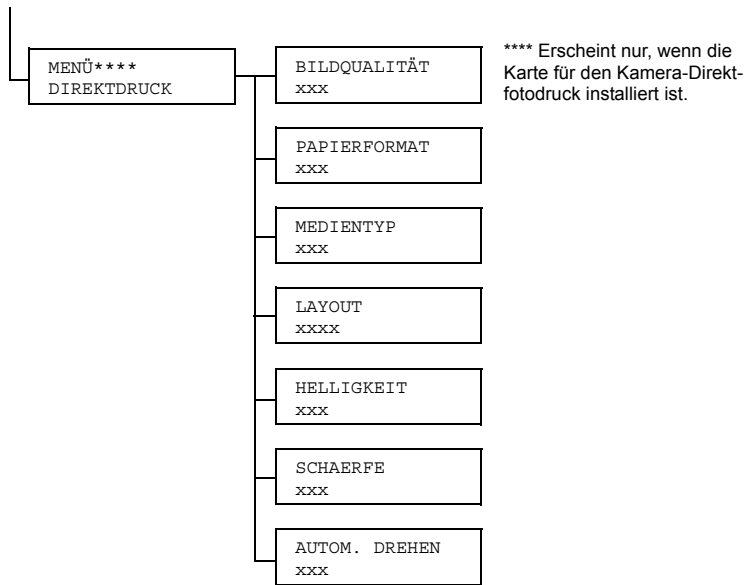 MENÜ****
DIREKTDRUCK
BILDQUALITÄT
xxx
PAPIERFORMAT
xxx
MEDIENTYP
xxx
LAYOUT
xxxx
HELLIGKEIT
xxx
SCHAERFE
xxx
AUTOM. DREHEN
xxx
**** Erscheint nur, wenn die
Karte für den Kamera-Direkt-
fotodruck installiert ist.